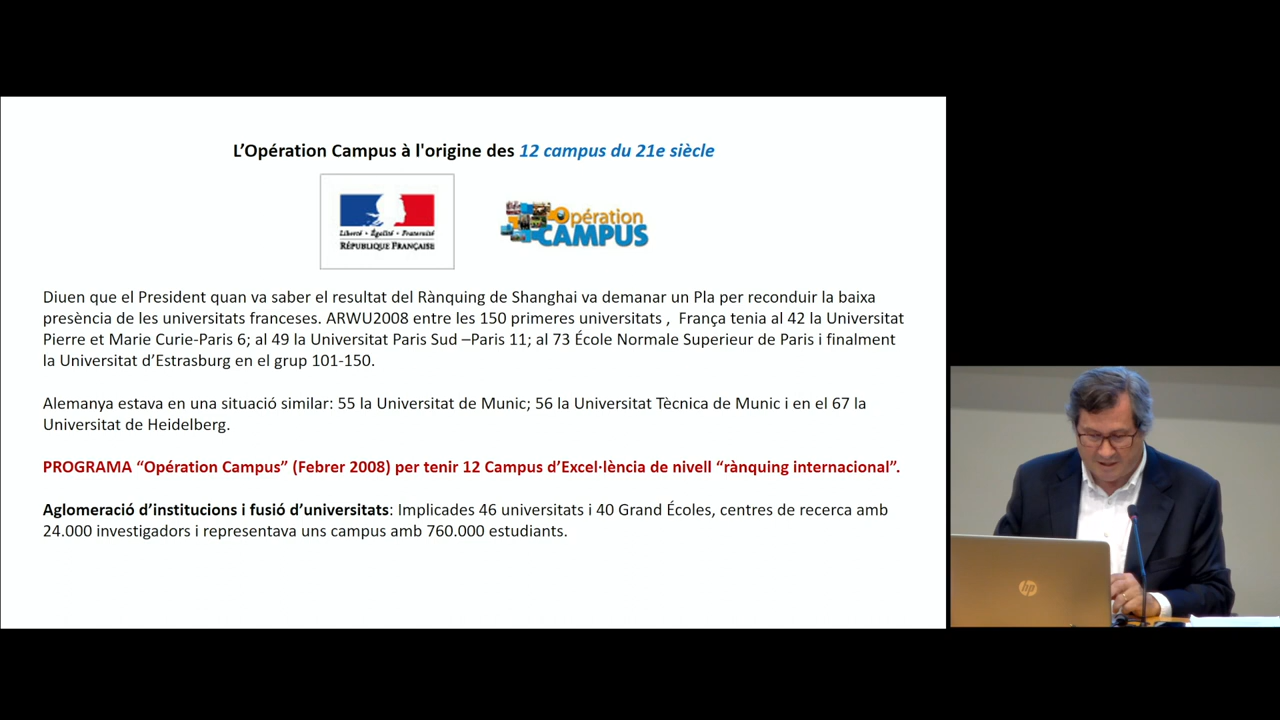 L’Opération Campus à l'origine des 12 campus du 21e siècle
Liberté • Égalité • Fraternité
RÉPUBLIQUE FRANÇAISE
Opération
CAMPUS
Diuen que el President quan va saber el resultat del Rànquing de Shanghai va demanar un Pla per reconduir la baixa
presència de les universitats franceses. ARWU2008 entre les 150 primeres universitats , França tenia al 42 la Universitat
Pierre et Marie Curie-Paris 6; al 49 la Universitat Paris Sud –Paris 11; al 73 École Normale Superieur de Paris i finalment
la Universitat d’Estrasburg en el grup 101-150.
Alemanya estava en una situació similar: 55 la Universitat de Munic; 56 la Universitat Tècnica de Munic i en el 67 la
Universitat de Heidelberg.
PROGRAMA “Opération Campus” (Febrer 2008) per tenir 12 Campus d’Excel·lència de nivell “rànquing internacional”.
Aglomeració d’institucions i fusió d’universitats: Implicades 46 universitats i 40 Grand Écoles, centres de recerca amb
24.000 investigadors i representava uns campus amb 760.000 estudiants.
hp